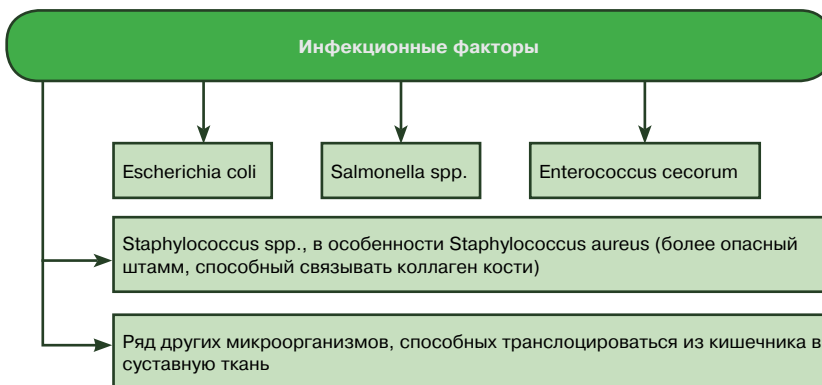 Инфекционные факторы
Escherichia coli
Salmonella spp.
Enterococcus cecorum
Staphylococcus spp., в особенности Staphylococcus aureus (более опасный
штамм, способный связывать коллаген кости)
Ряд других микроорганизмов, способных транслоцироваться из кишечника в
суставную ткань